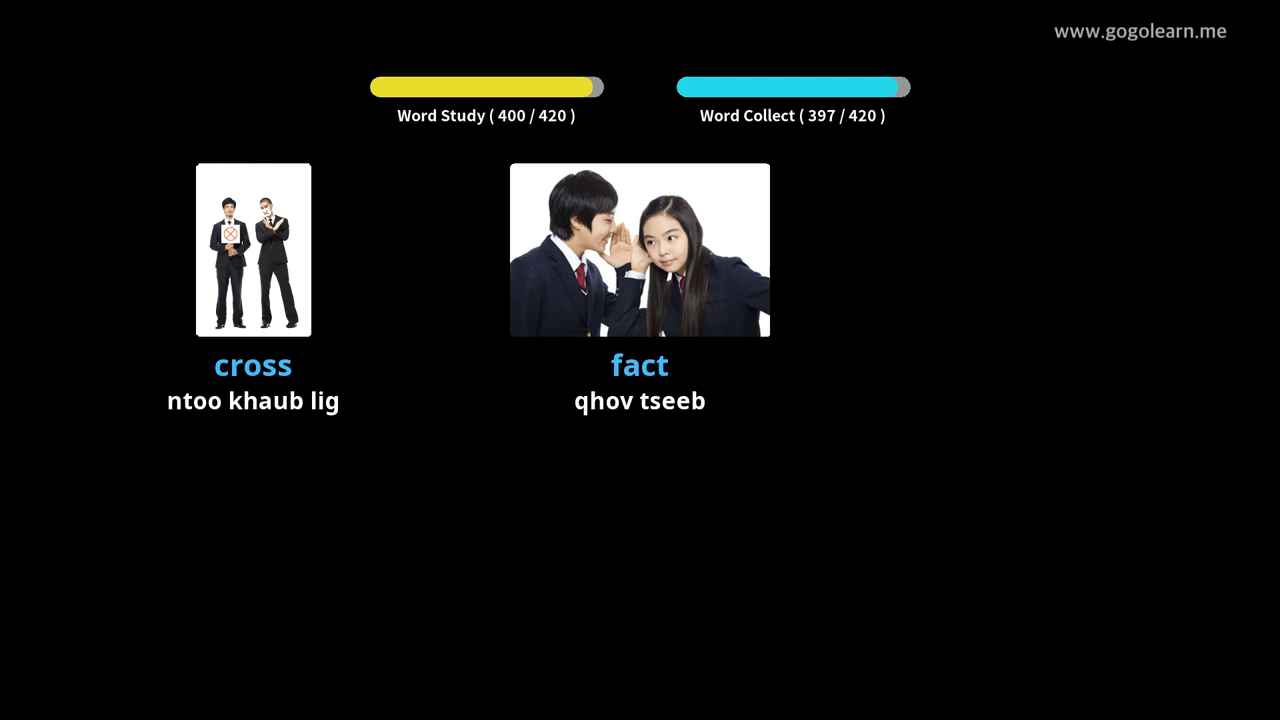 www.gogolearn.me
Word Study ( 400 / 420 )
Word Collect ( 397 / 420 )
cross
ntoo khaub lig
fact
qhov tseeb